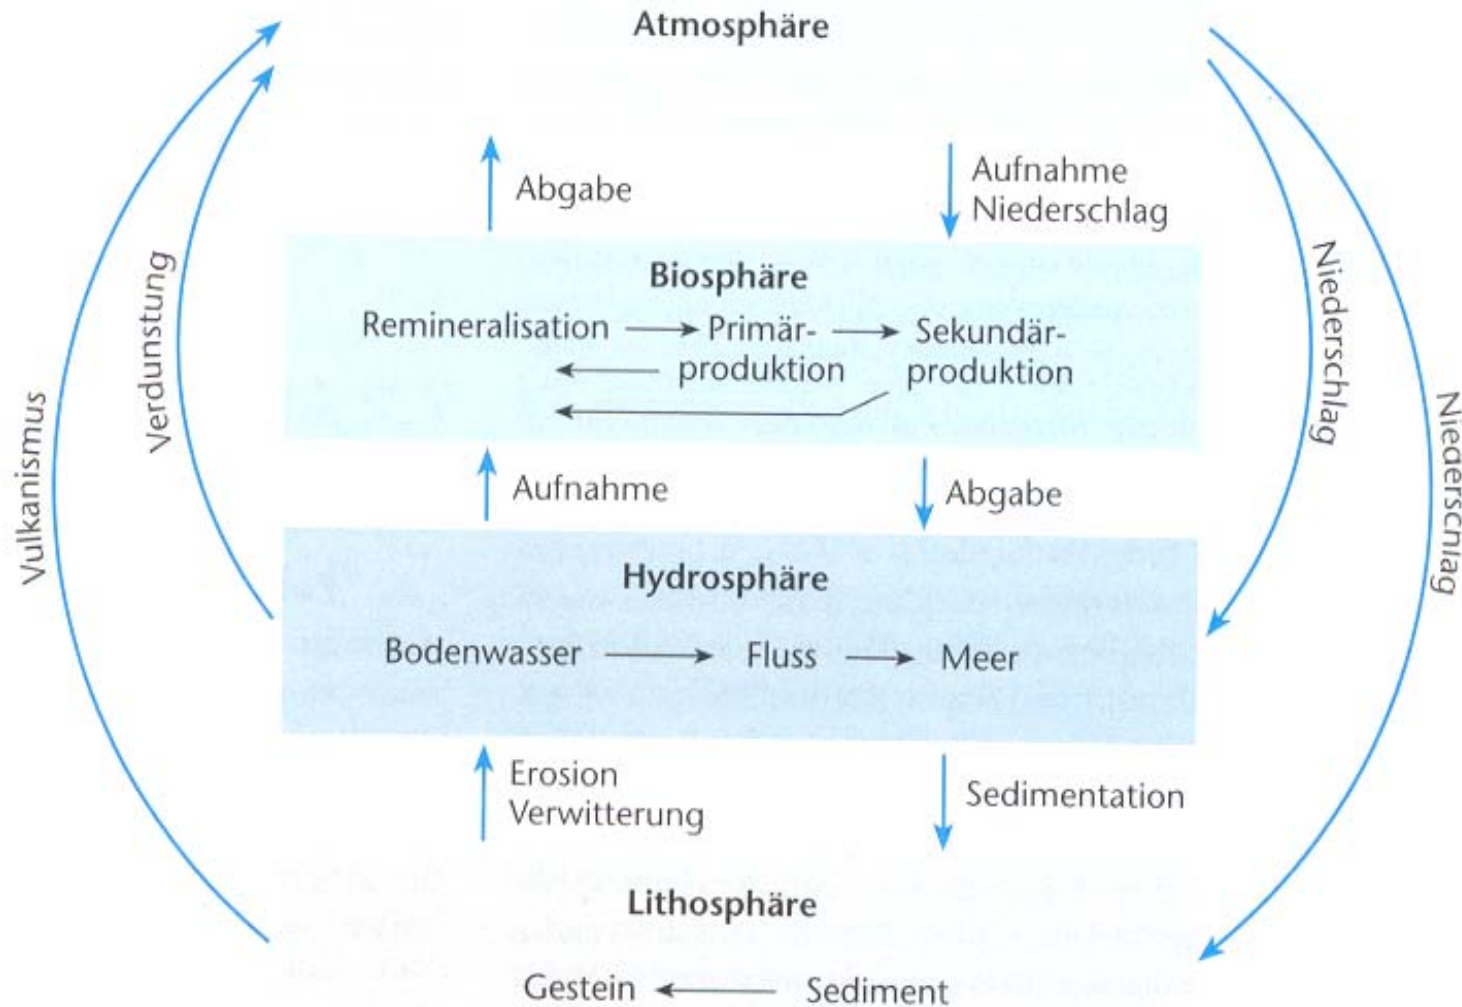 Atmosphäre
Abgabe
Aufnahme
Niederschlag
Biosphäre
Remineralisation
Primär-
produktion
Sekundär-
produktion
Verdunstung
Niederschlag
Vulkanismus
Niederschlag
Aufnahme
Abgabe
Hydrosphäre
Bodenwasser
Fluss
Meer
Erosion
Verwitterung
Sedimentation
Lithosphäre
Gestein
Sediment